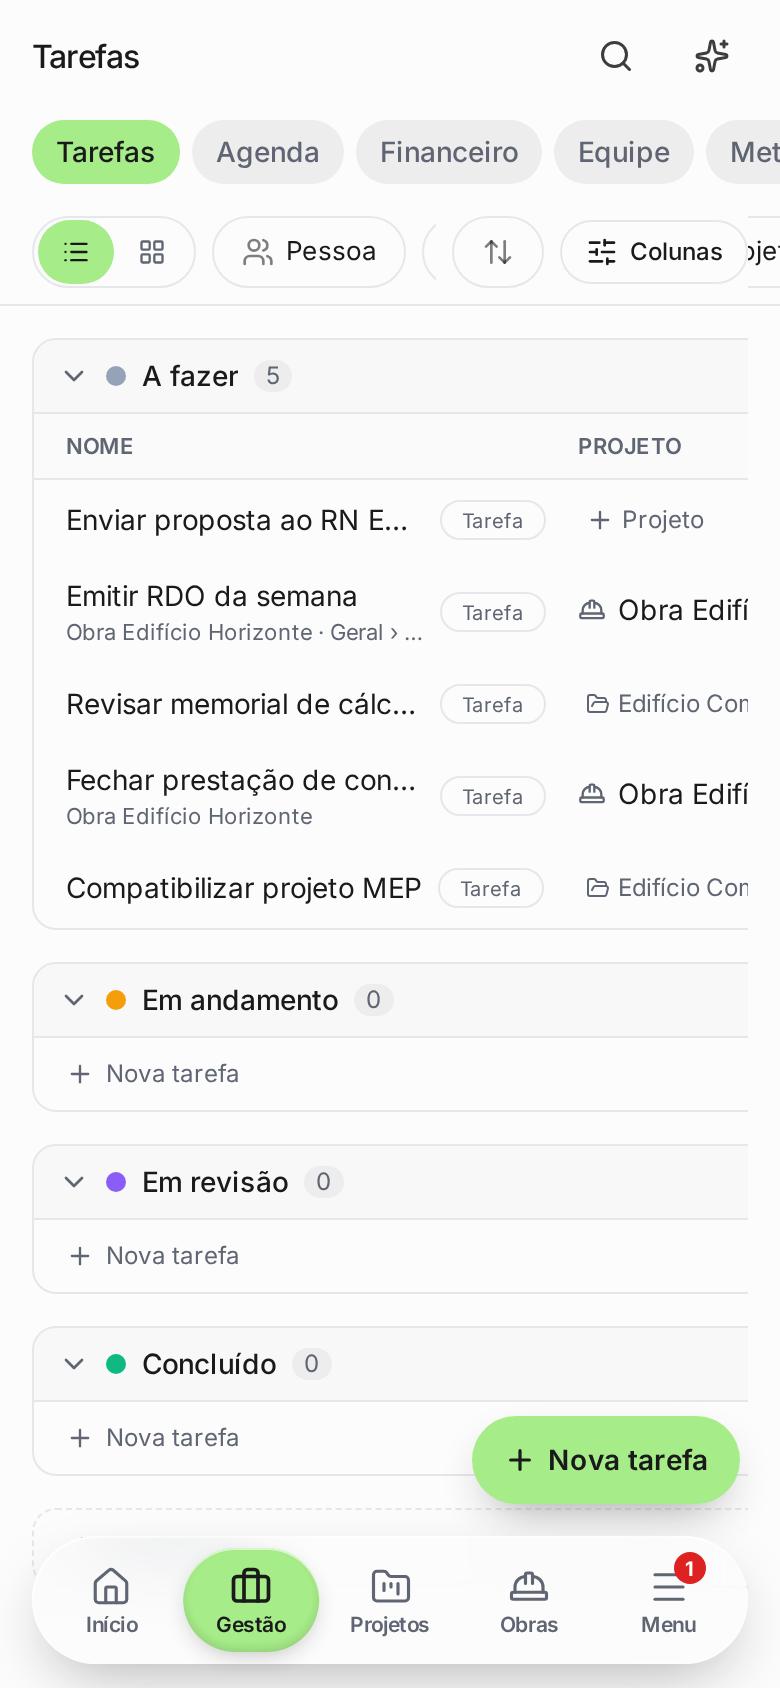 Tarefas
Tarefas Agenda Financeiro Equipe Met
Pessoa Colunas oje
A fazer 5
NOME PROJETO
Enviar proposta ao RN E... Tarefa + Projeto
Emitir RDO da semana
Obra Edifício Horizonte · Geral › ... Tarefa Obra Edifí
Revisar memorial de cálc... Tarefa Edifício Con
Fechar prestação de con...
Obra Edifício Horizonte Tarefa Obra Edifí
Compatibilizar projeto MEP Tarefa Edifício Con
Em andamento 0
+ Nova tarefa
Em revisão 0
+ Nova tarefa
Concluído 0
+ Nova tarefa
+ Nova tarefa
Início Gestão Projetos Obras Menu 1